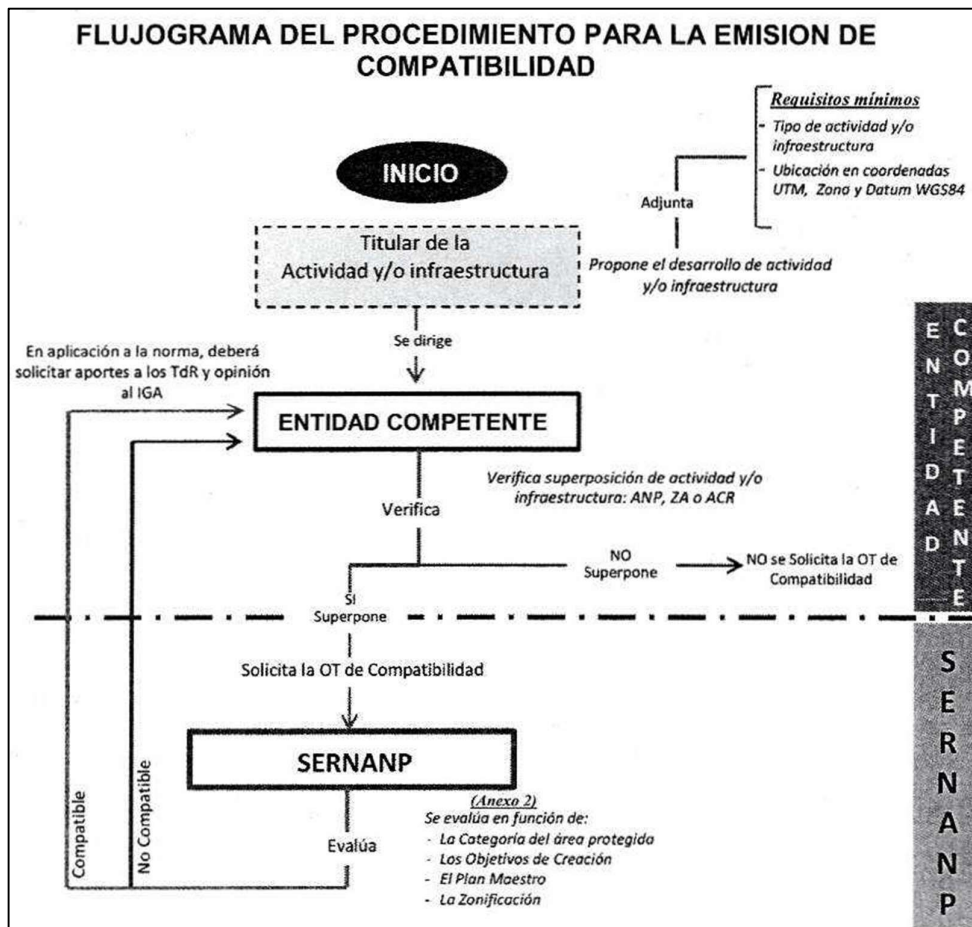 FLUJOGRAMA DEL PROCEDIMIENTO PARA LA EMISION DE
COMPATIBILIDAD
Requisitos mínimos
- Tipo de actividad y/o
infraestructura
- Ubicación en coordenadas
UTM, Zona y Datum WGS84
INICIO
Adjunta
Titular de la
Actividad y/o infraestructura
Propone el desarrollo de actividad
y/o infraestructura
Se dirige
En aplicación a la norma, deberá
solicitar aportes a los TdR y opinión
al IGA
ENTIDAD COMPETENTE
Verifica superposición de actividad y/o
infraestructura: ANP, ZA o ACR
Verifica
NO
Superpone
NO se Solicita la OT de
Compatibilidad
SI
Superpone
ENTIDAD
COMPETENTE
Solicita la OT de Compatibilidad
SERNANP
Compatible
No Compatible
Evalúa
(Anexo 2)
Se evalúa en función de:
- La Categoría del área protegida
- Los Objetivos de Creación
- El Plan Maestro
- La Zonificación
SERNANP